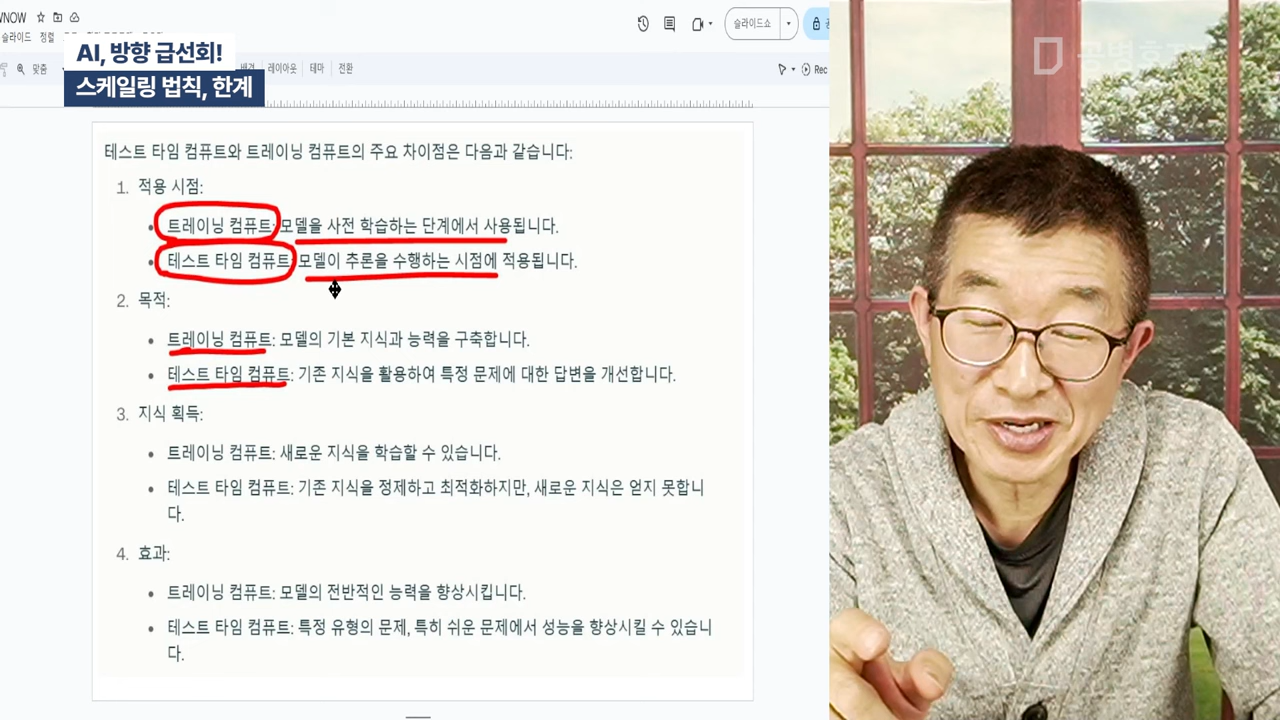 WNOW
슬라이드 정렬
슬라이드쇼
맞춤
배경 레이아웃 테마 전환
Rec
AI, 방향 급선회!
스케일링 법칙, 한계
테스트 타임 컴퓨트와 트레이닝 컴퓨트의 주요 차이점은 다음과 같습니다:
1. 적용 시점:
• 트레이닝 컴퓨트: 모델을 사전 학습하는 단계에서 사용됩니다.
• 테스트 타임 컴퓨트: 모델이 추론을 수행하는 시점에 적용됩니다.
2. 목적:
• 트레이닝 컴퓨트: 모델의 기본 지식과 능력을 구축합니다.
• 테스트 타임 컴퓨트: 기존 지식을 활용하여 특정 문제에 대한 답변을 개선합니다.
3. 지식 획득:
• 트레이닝 컴퓨트: 새로운 지식을 학습할 수 있습니다.
• 테스트 타임 컴퓨트: 기존 지식을 정제하고 최적화하지만, 새로운 지식은 얻지 못합니
다.
4. 효과:
• 트레이닝 컴퓨트: 모델의 전반적인 능력을 향상시킵니다.
• 테스트 타임 컴퓨트: 특정 유형의 문제, 특히 쉬운 문제에서 성능을 향상시킬 수 있습니
다.